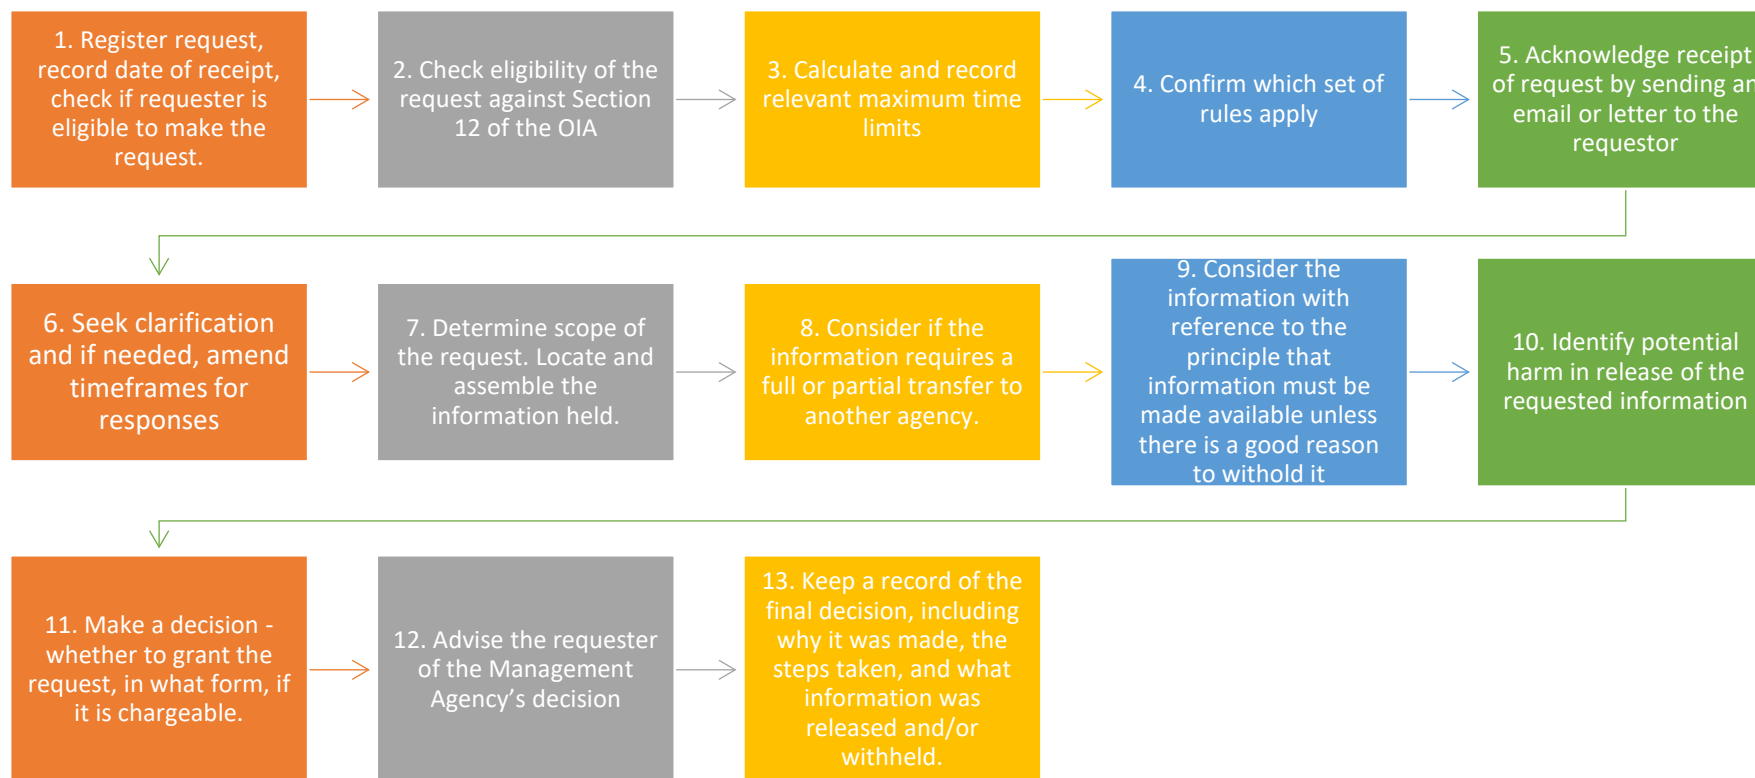 1. Register request,
record date of receipt,
check if requester is
eligible to make the
request.
2. Check eligibility of the
request against Section
12 of the OIA
3. Calculate and record
relevant maximum time
limits
4. Confirm which set of
rules apply
5. Acknowledge receipt
of request by sending an
email or letter to the
requestor
6. Seek clarification
and if needed, amend
timeframes for
responses
7. Determine scope of
the request. Locate and
assemble the
information held.
8. Consider if the
information requires a
full or partial transfer to
another agency.
9. Consider the
information with
reference to the
principle that
information must be
made available unless
there is a good reason
to withold it
10. Identify potential
harm in release of the
requested information
11. Make a decision -
whether to grant the
request, in what form, if
it is chargeable.
12. Advise the requester
of the Management
Agency’s decision
13. Keep a record of the
final decision, including
why it was made, the
steps taken, and what
information was
released and/or
withheld.